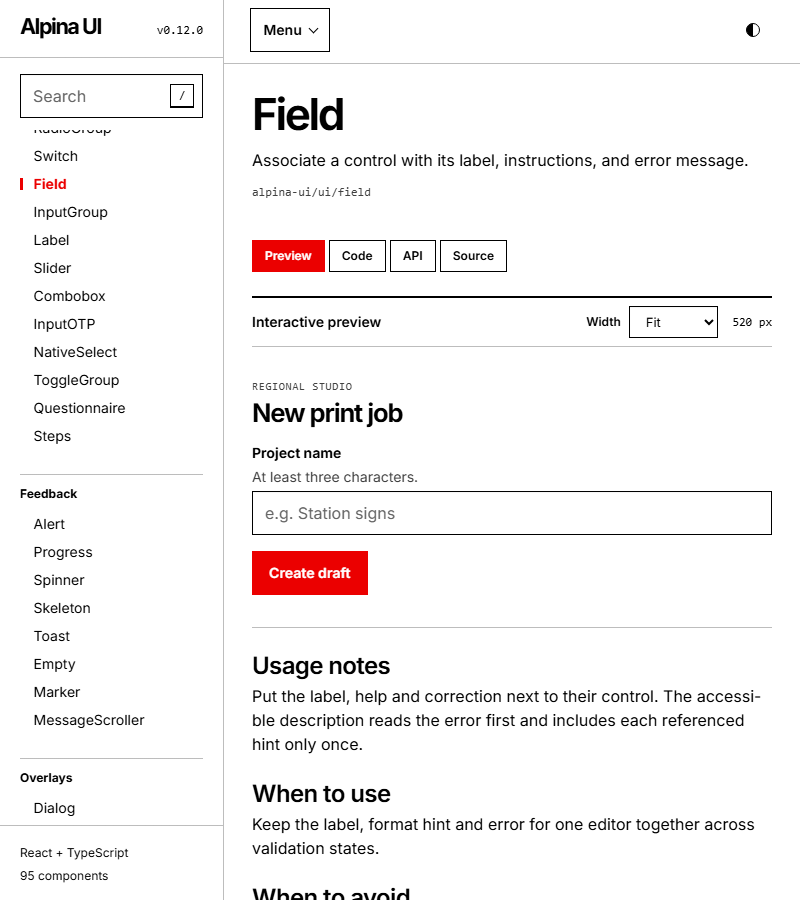 Alpina UI
v0.12.0
Search
/
RadioGroup
Switch
Field
InputGroup
Label
Slider
Combobox
InputOTP
NativeSelect
ToggleGroup
Questionnaire
Steps
Feedback
Alert
Progress
Spinner
Skeleton
Toast
Empty
Marker
MessageScroller
Overlays
Dialog
React + TypeScript
95 components
Menu
Field
Associate a control with its label, instructions, and error message.
alpina-ui/ui/field
Preview
Code
API
Source
Interactive preview
Width
Fit
520 px
REGIONAL STUDIO
New print job
Project name
At least three characters.
e.g. Station signs
Create draft
Usage notes
Put the label, help and correction next to their control. The accessi-
ble description reads the error first and includes each referenced
hint only once.
When to use
Keep the label, format hint and error for one editor together across
validation states.
When to avoid